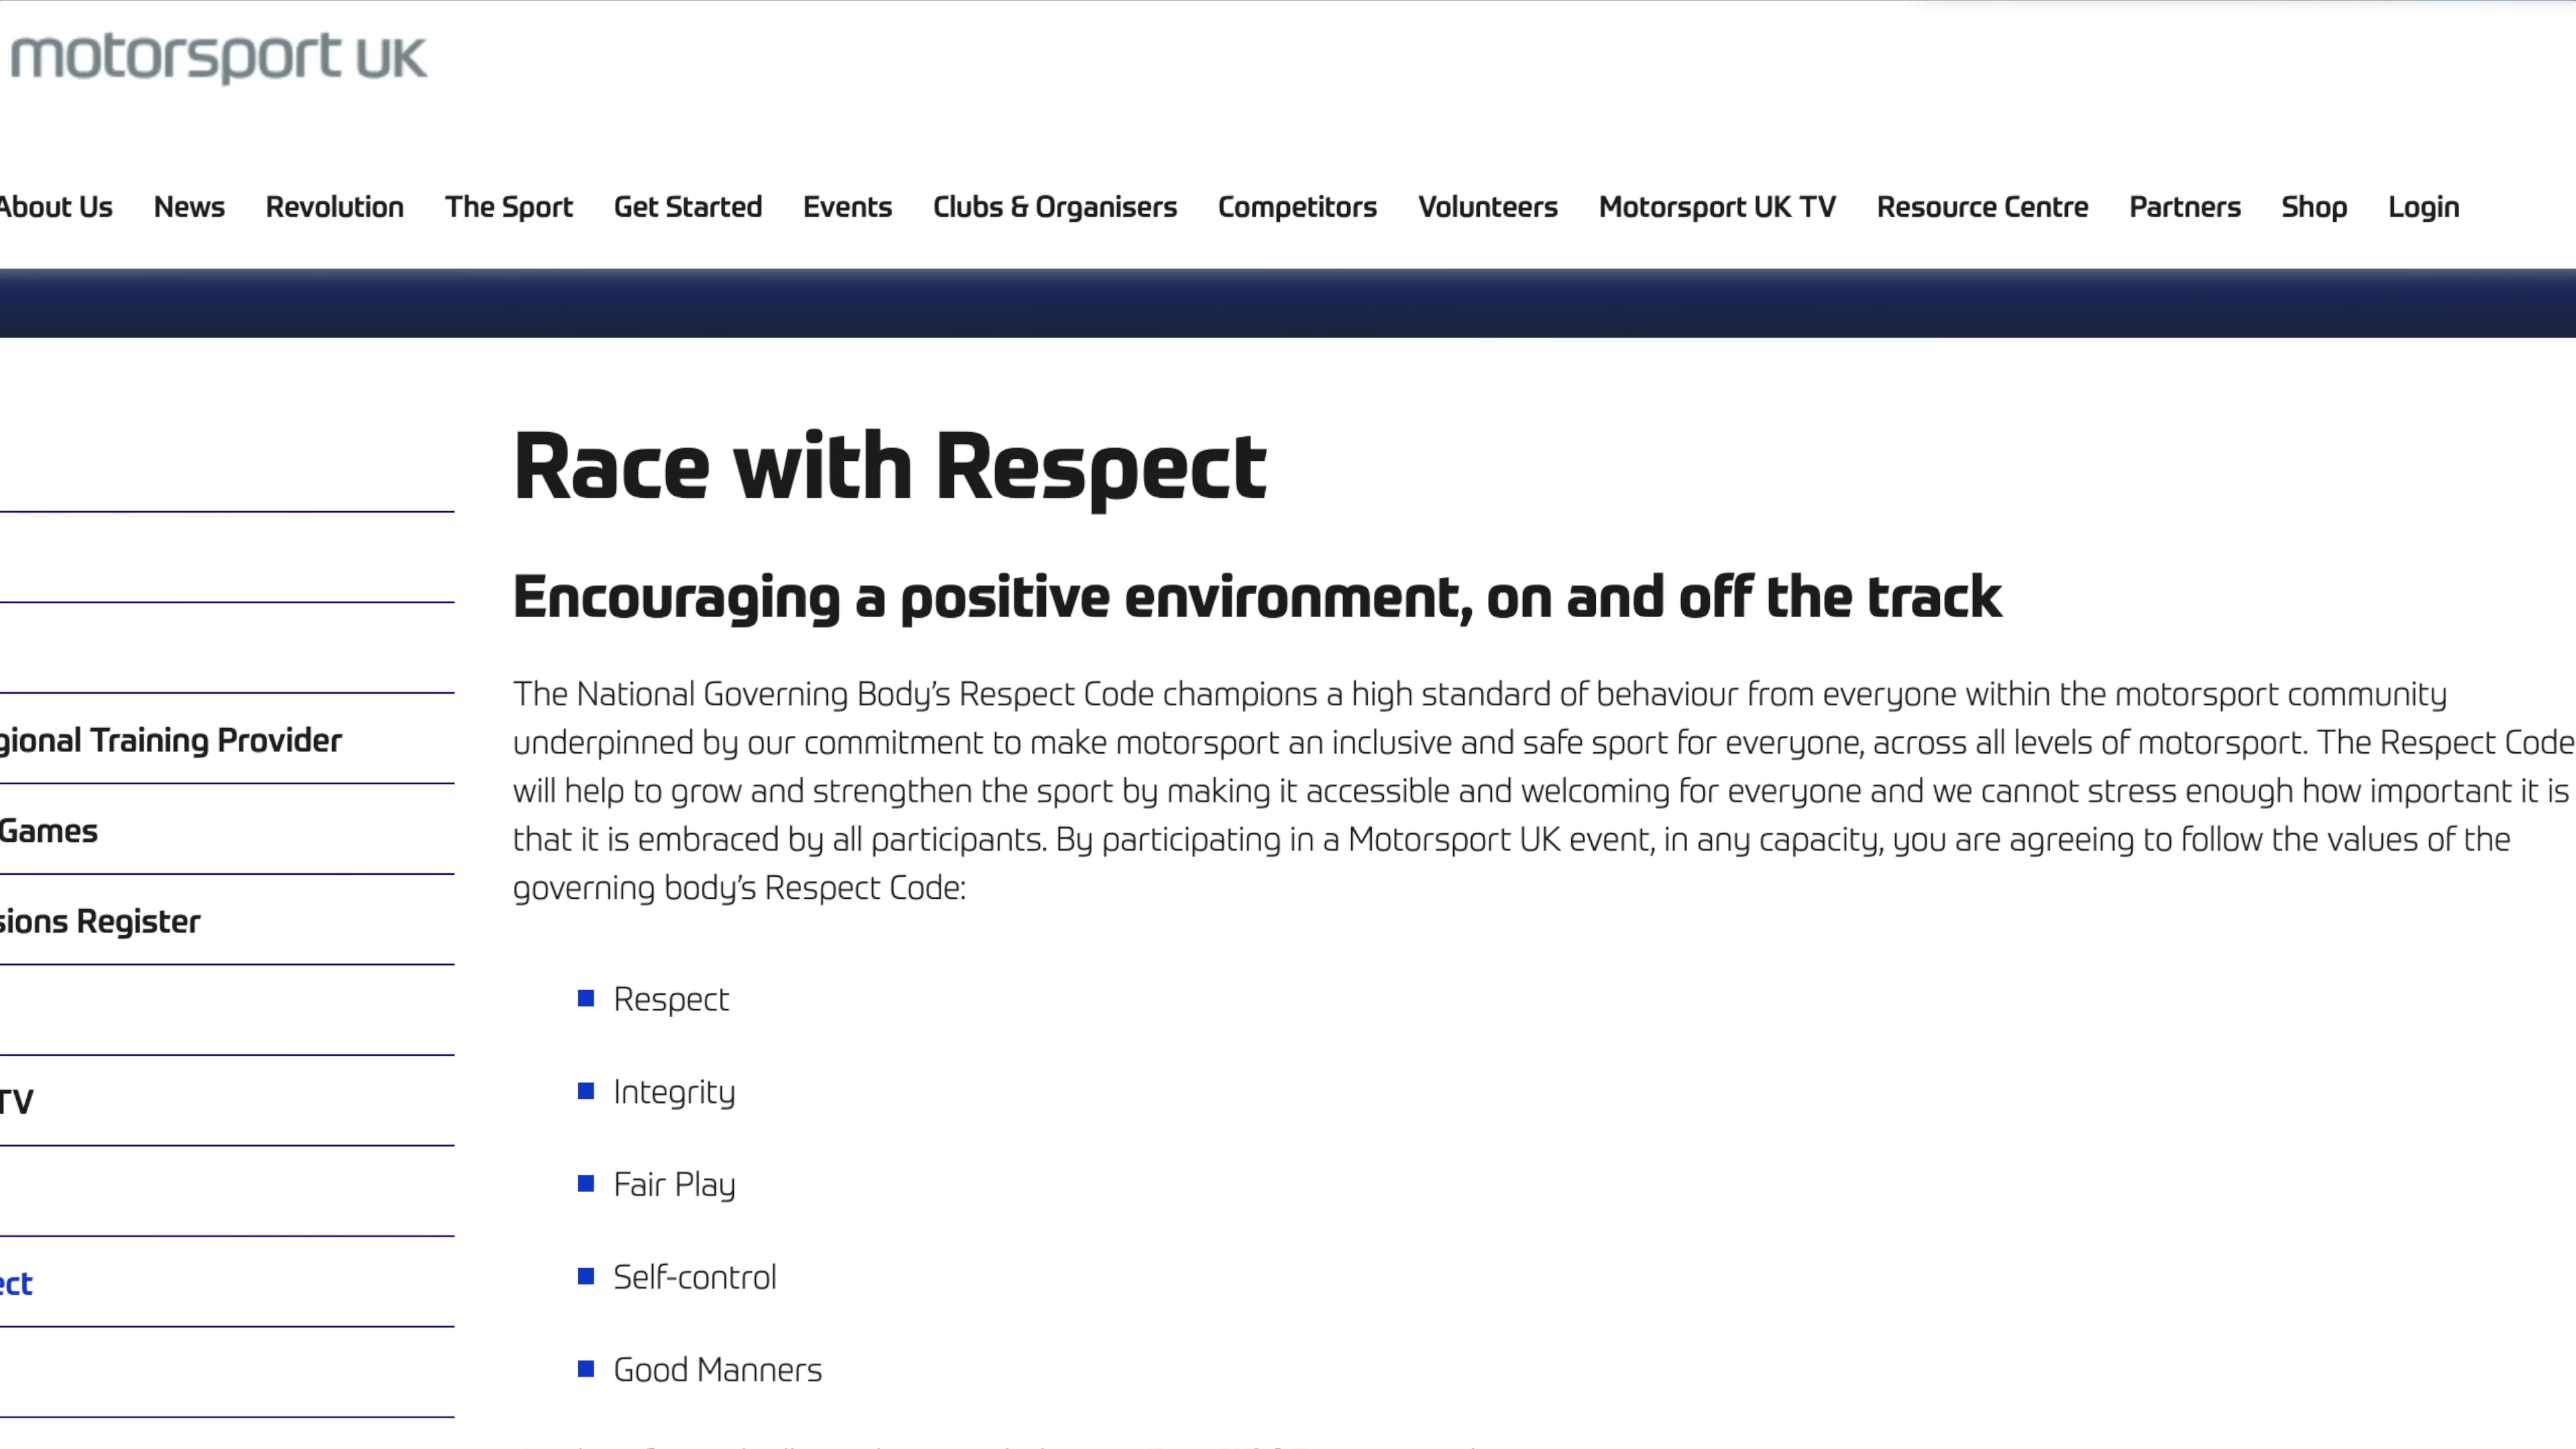 motorsport UK
About Us News Revolution The Sport Get Started Events Clubs & Organisers Competitors Volunteers Motorsport UK TV Resource Centre Partners Shop Login
Race with Respect
Encouraging a positive environment, on and off the track
The National Governing Body's Respect Code champions a high standard of behaviour from everyone within the motorsport community
underpinned by our commitment to make motorsport an inclusive and safe sport for everyone, across all levels of motorsport. The Respect Code
will help to grow and strengthen the sport by making it accessible and welcoming for everyone and we cannot stress enough how important it is
that it is embraced by all participants. By participating in a Motorsport UK event, in any capacity, you are agreeing to follow the values of the
governing body's Respect Code:
Respect
Integrity
Fair Play
Self-control
Good Manners
gional Training Provider
Games
sions Register
TV
ect